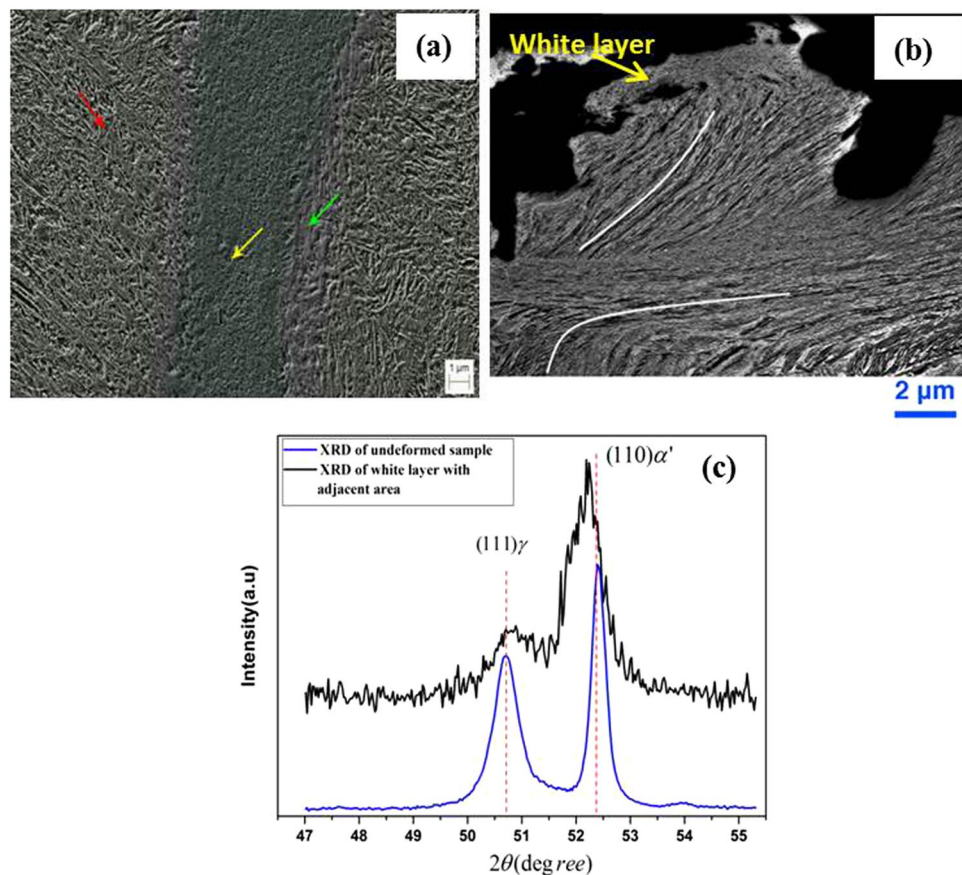 (a)
1 µm
White layer
(b)
2 µm
XRD of undeformed sample
XRD of white layer with
adjacent area
(c)
(110)α'
(111)γ
Intensity(a.u)
47 48 49 50 51 52 53 54 55
2θ(degree)